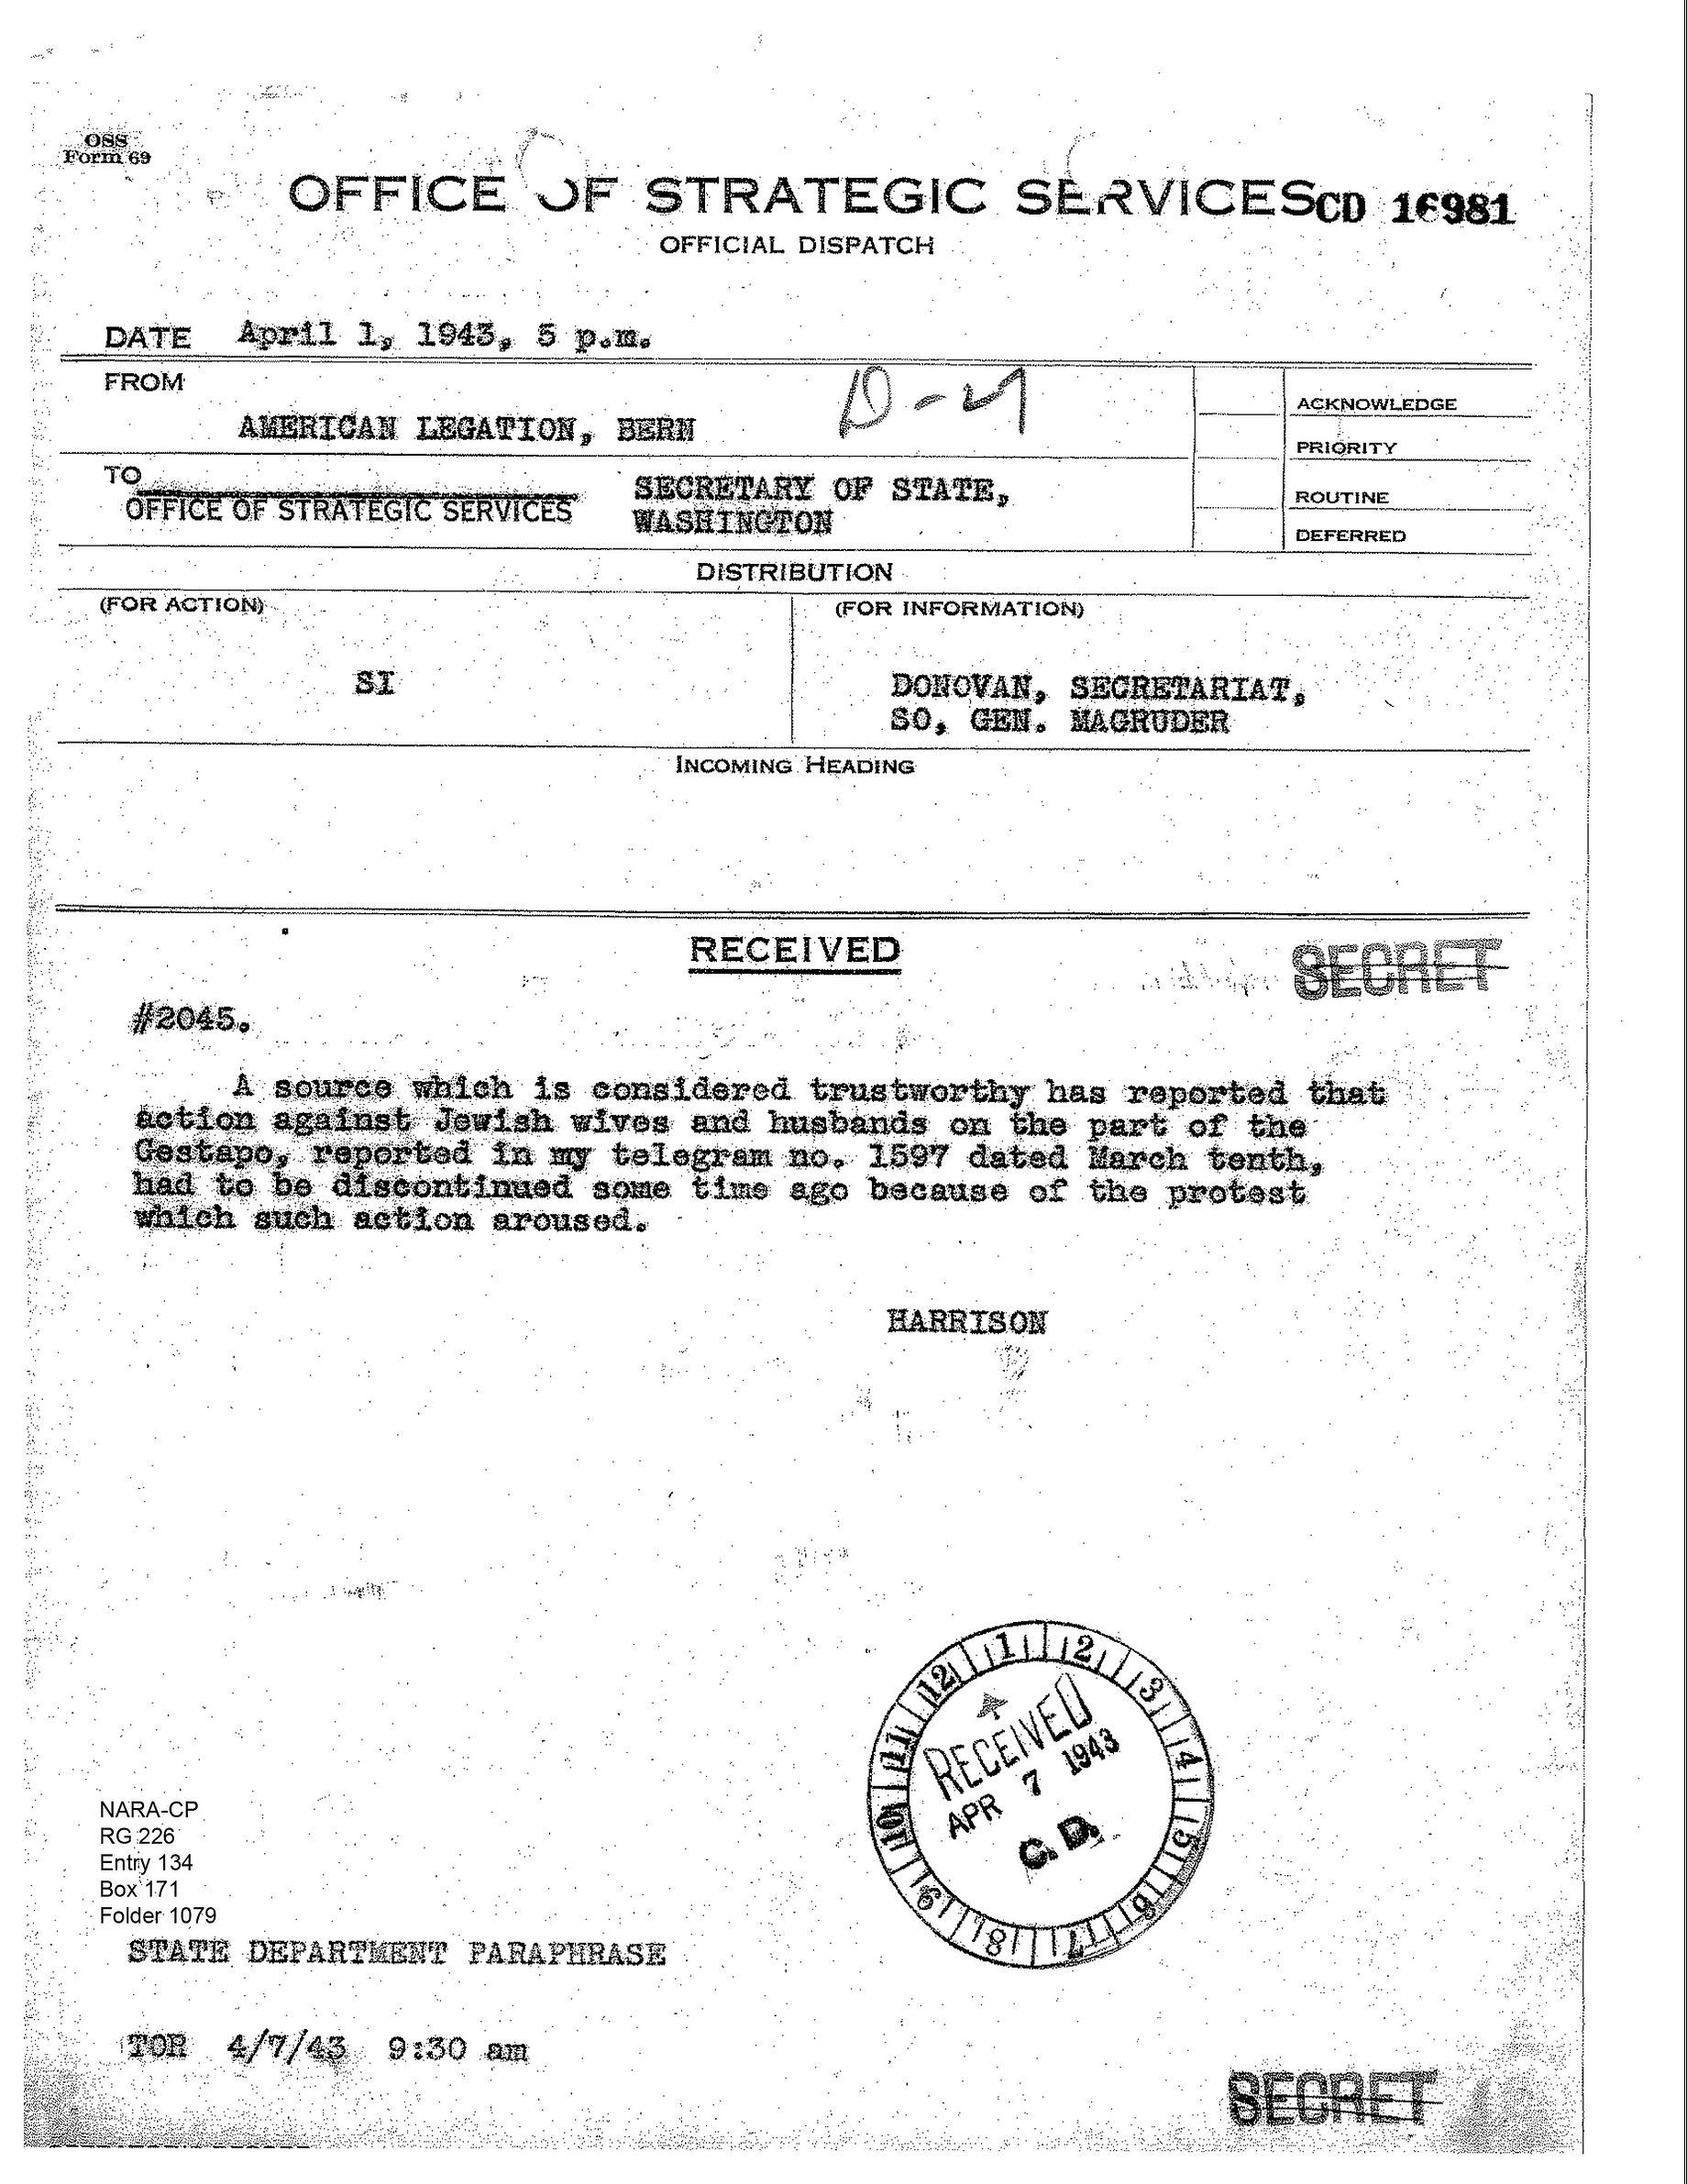 OSS
Form 69
OFFICE OF STRATEGIC SERVICES CD 16981
OFFICIAL DISPATCH
DATE April 1, 1943, 5 p.m.
FROM
AMERICAN LEGATION, BERN
ACKNOWLEDGE
PRIORITY
TO
OFFICE OF STRATEGIC SERVICES
SECRETARY OF STATE,
WASHINGTON
ROUTINE
DEFERRED
DISTRIBUTION
(FOR ACTION)
(FOR INFORMATION)
SI
DONOVAN, SECRETARIAT,
SO, GEN. MAGRUDER
INCOMING HEADING
RECEIVED
SECRET
#2045.
A source which is considered trustworthy has reported that
action against Jewish wives and husbands on the part of the
Gestapo, reported in my telegram no. 1597 dated March tenth,
had to be discontinued some time ago because of the protest
which such action aroused.
HARRISON
12 1 2 3 4 5 6 7 8 9 10 11
RECEIVED
APR 7 1943
C. D.
NARA-CP
RG 226
Entry 134
Box 171
Folder 1079
STATE DEPARTMENT PARAPHRASE
TOR 4/7/43 9:30 am
SECRET